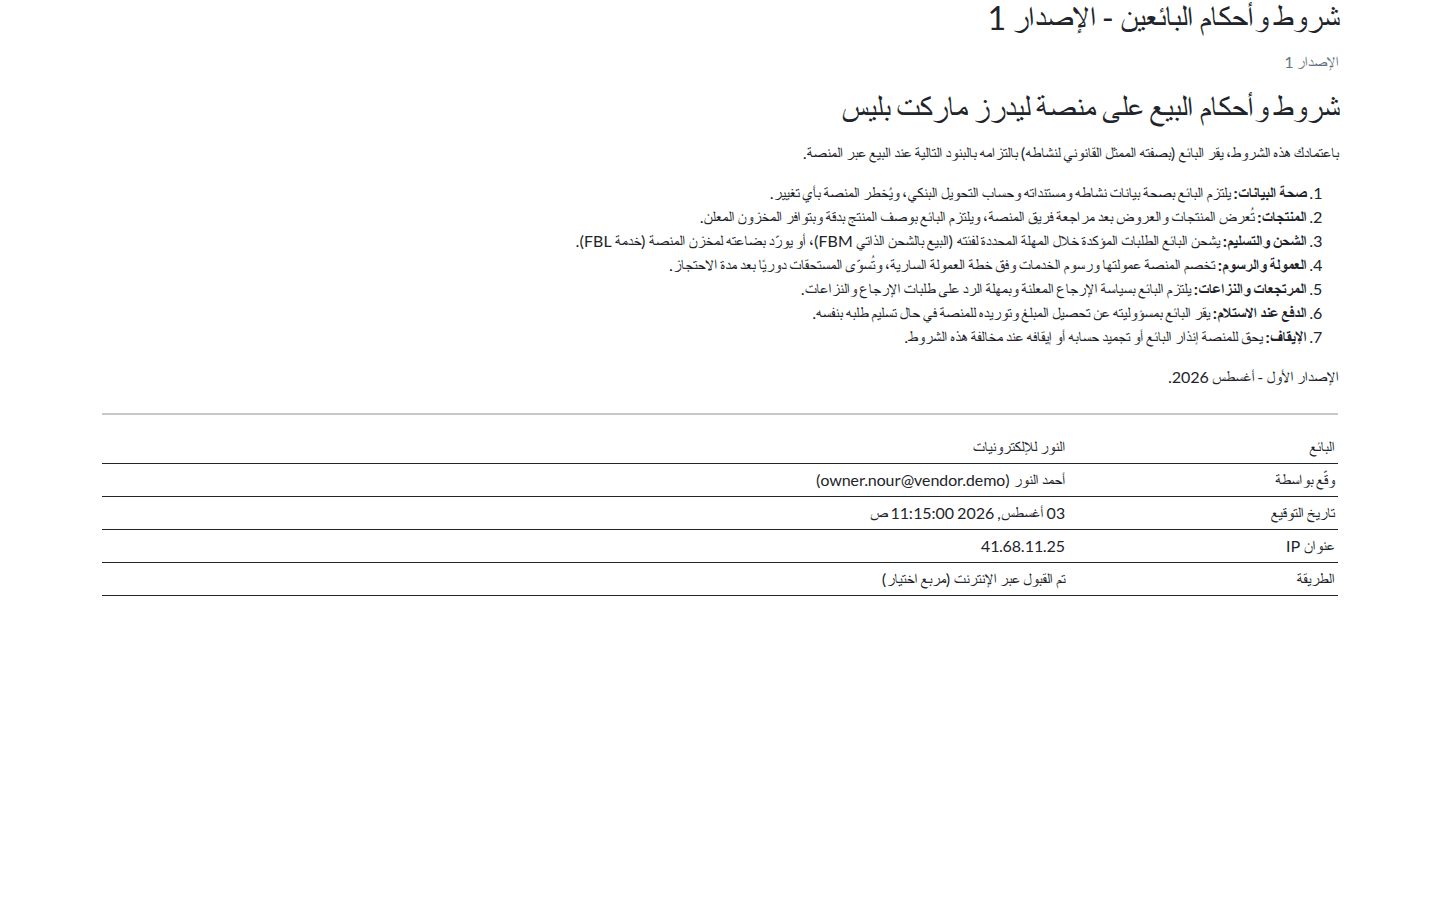 شروط وأحكام البائعين - الإصدار 1
الإصدار 1
شروط وأحكام البيع على منصة ليدرز ماركت بليس
باعتمادك هذه الشروط، يقر البائع (بصفته الممثل القانوني لنشاطه) بالتزامه بالبنود التالية عند البيع عبر المنصة.
1. صحة البيانات: يلتزم البائع بصحة بيانات نشاطه ومستنداته وحساب التحويل البنكي، ويُخطر المنصة بأي تغيير.
2. المنتجات: تُعرض المنتجات والعروض بعد مراجعة فريق المنصة، ويلتزم البائع بوصف المنتج بدقة وبتوافر المخزون المعلن.
3. الشحن والتسليم: يشحن البائع الطلبات المؤكدة خلال المهلة المحددة لفئته (البيع بالشحن الذاتي FBM)، أو يورّد بضاعته لمخزن المنصة (خدمة FBL).
4. العمولة والرسوم: تخصم المنصة عمولتها ورسوم الخدمات وفق خطة العمولة السارية، وتُسوّى المستحقات دوريًا بعد مدة الاحتجاز.
5. المرتجعات والنزاعات: يلتزم البائع بسياسة الإرجاع المعلنة وبمهلة الرد على طلبات الإرجاع والنزاعات.
6. الدفع عند الاستلام: يقر البائع بمسؤوليته عن تحصيل المبلغ وتوريده للمنصة في حال تسليم طلبه بنفسه.
7. الإيقاف: يحق للمنصة إنذار البائع أو تجميد حسابه أو إيقافه عند مخالفة هذه الشروط.
الإصدار الأول - أغسطس 2026.
البائع النور للإلكترونيات
وقّع بواسطة أحمد النور (owner.nour@vendor.demo)
تاريخ التوقيع 03 أغسطس, 2026 11:15:00 ص
عنوان IP 41.68.11.25
الطريقة تم القبول عبر الإنترنت (مربع اختيار)